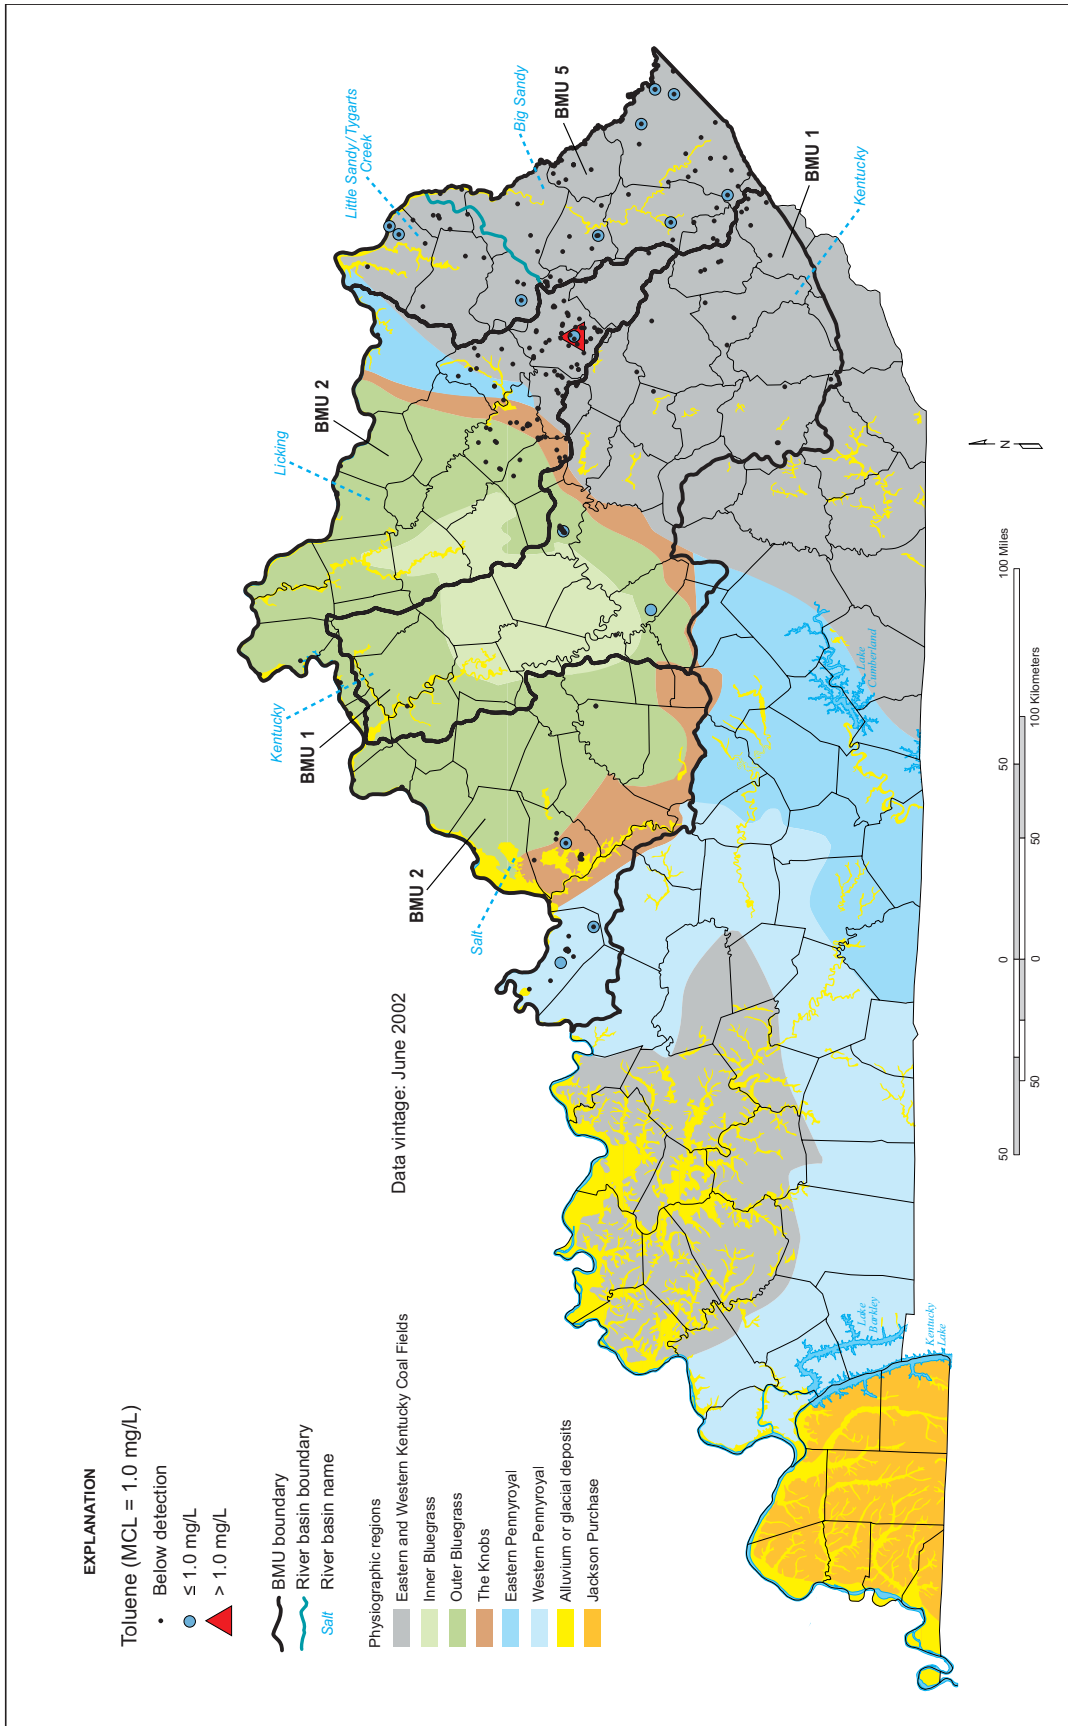 EXPLANATION
Toluene (MCL = 1.0 mg/L)
Below detection
≤ 1.0 mg/L
> 1.0 mg/L
BMU boundary
River basin boundary
Salt River basin name
Physiographic regions
Eastern and Western Kentucky Coal Fields
Inner Bluegrass
Outer Bluegrass
The Knobs
Eastern Pennyroyal
Western Pennyroyal
Alluvium or glacial deposits
Jackson Purchase
Data vintage: June 2002
Salt
BMU 2
BMU 1
Kentucky
Licking
BMU 2
Little Sandy/Tygarts
Creek
Big Sandy
BMU 5
BMU 1
Kentucky
Lake
Cumberland
Lake
Barkley
Kentucky
Lake
N
50 0 50 100 Miles
50 0 50 100 Kilometers